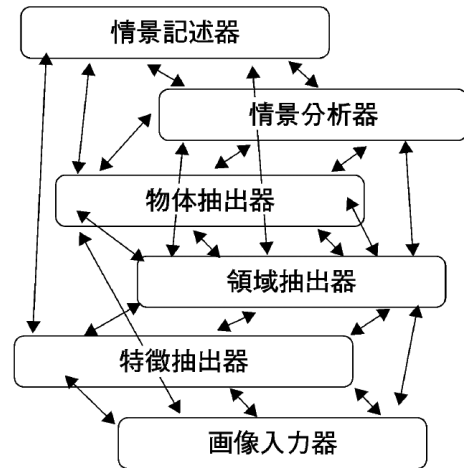 情景記述器
情景分析器
物体抽出器
領域抽出器
特徴抽出器
画像入力器